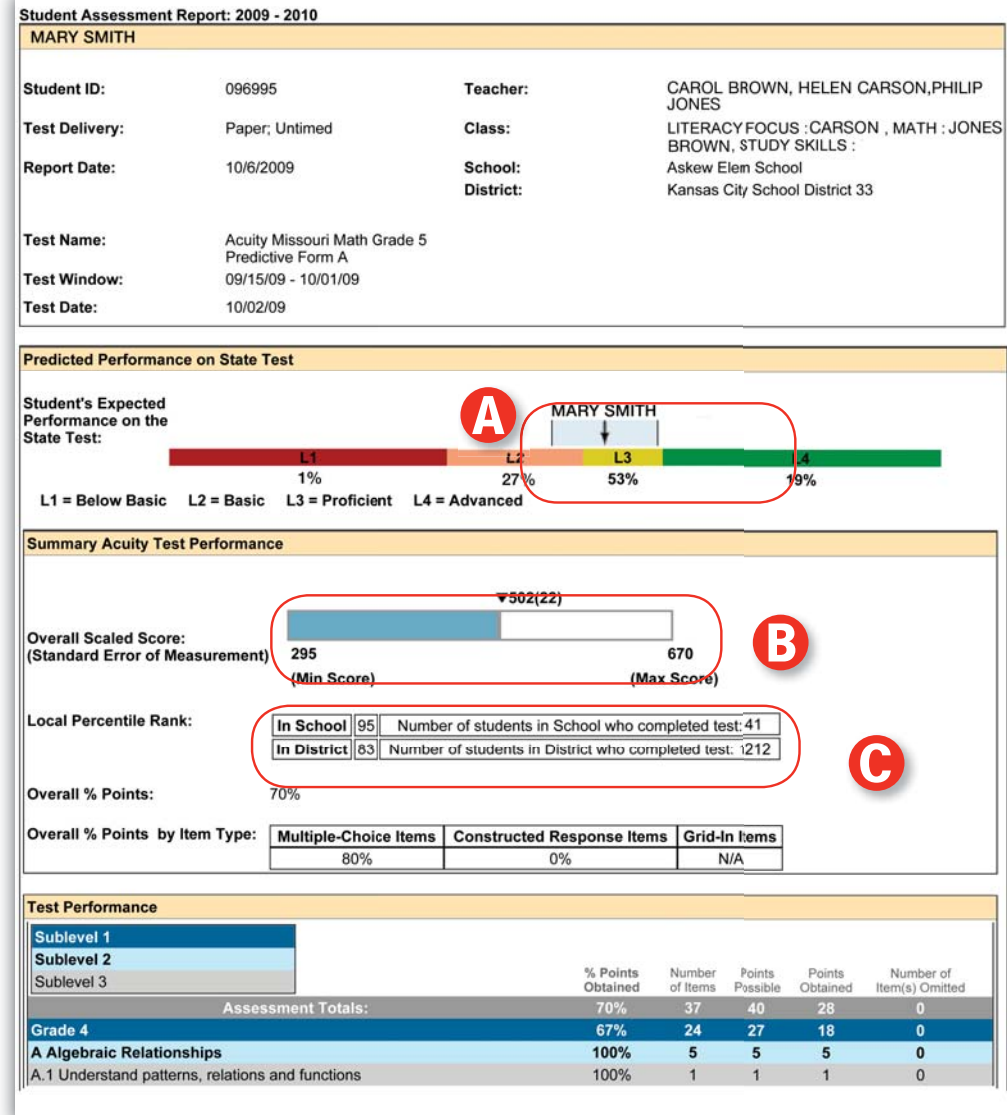 Student Assessment Report: 2009 - 2010
MARY SMITH
Student ID: 096995 Teacher: CAROL BROWN, HELEN CARSON,PHILIP
JONES
Test Delivery: Paper; Untimed Class: LITERACY FOCUS :CARSON , MATH : JONES
BROWN, STUDY SKILLS :
Report Date: 10/6/2009 School: Askew Elem School
District: Kansas City School District 33
Test Name: Acuity Missouri Math Grade 5
Predictive Form A
Test Window: 09/15/09 - 10/01/09
Test Date: 10/02/09
Predicted Performance on State Test
Student's Expected
Performance on the
State Test:
A
MARY SMITH
L1 L2 L3 L4
1% 27% 53% 19%
L1 = Below Basic L2 = Basic L3 = Proficient L4 = Advanced
Summary Acuity Test Performance
▼502(22)
Overall Scaled Score:
(Standard Error of Measurement)
295 670
(Min Score) (Max Score)
B
Local Percentile Rank:
In School 95 Number of students in School who completed test: 41
In District 83 Number of students in District who completed test: 1212
C
Overall % Points: 70%
Overall % Points by Item Type: Multiple-Choice Items Constructed Response Items Grid-In Items
80% 0% N/A
Test Performance
Sublevel 1
Sublevel 2
Sublevel 3
% Points Number Points Points Number of
Obtained of Items Possible Obtained Item(s) Omitted
Assessment Totals: 70% 37 40 28 0
Grade 4 67% 24 27 18 0
A Algebraic Relationships 100% 5 5 5 0
A.1 Understand patterns, relations and functions 100% 1 1 1 0